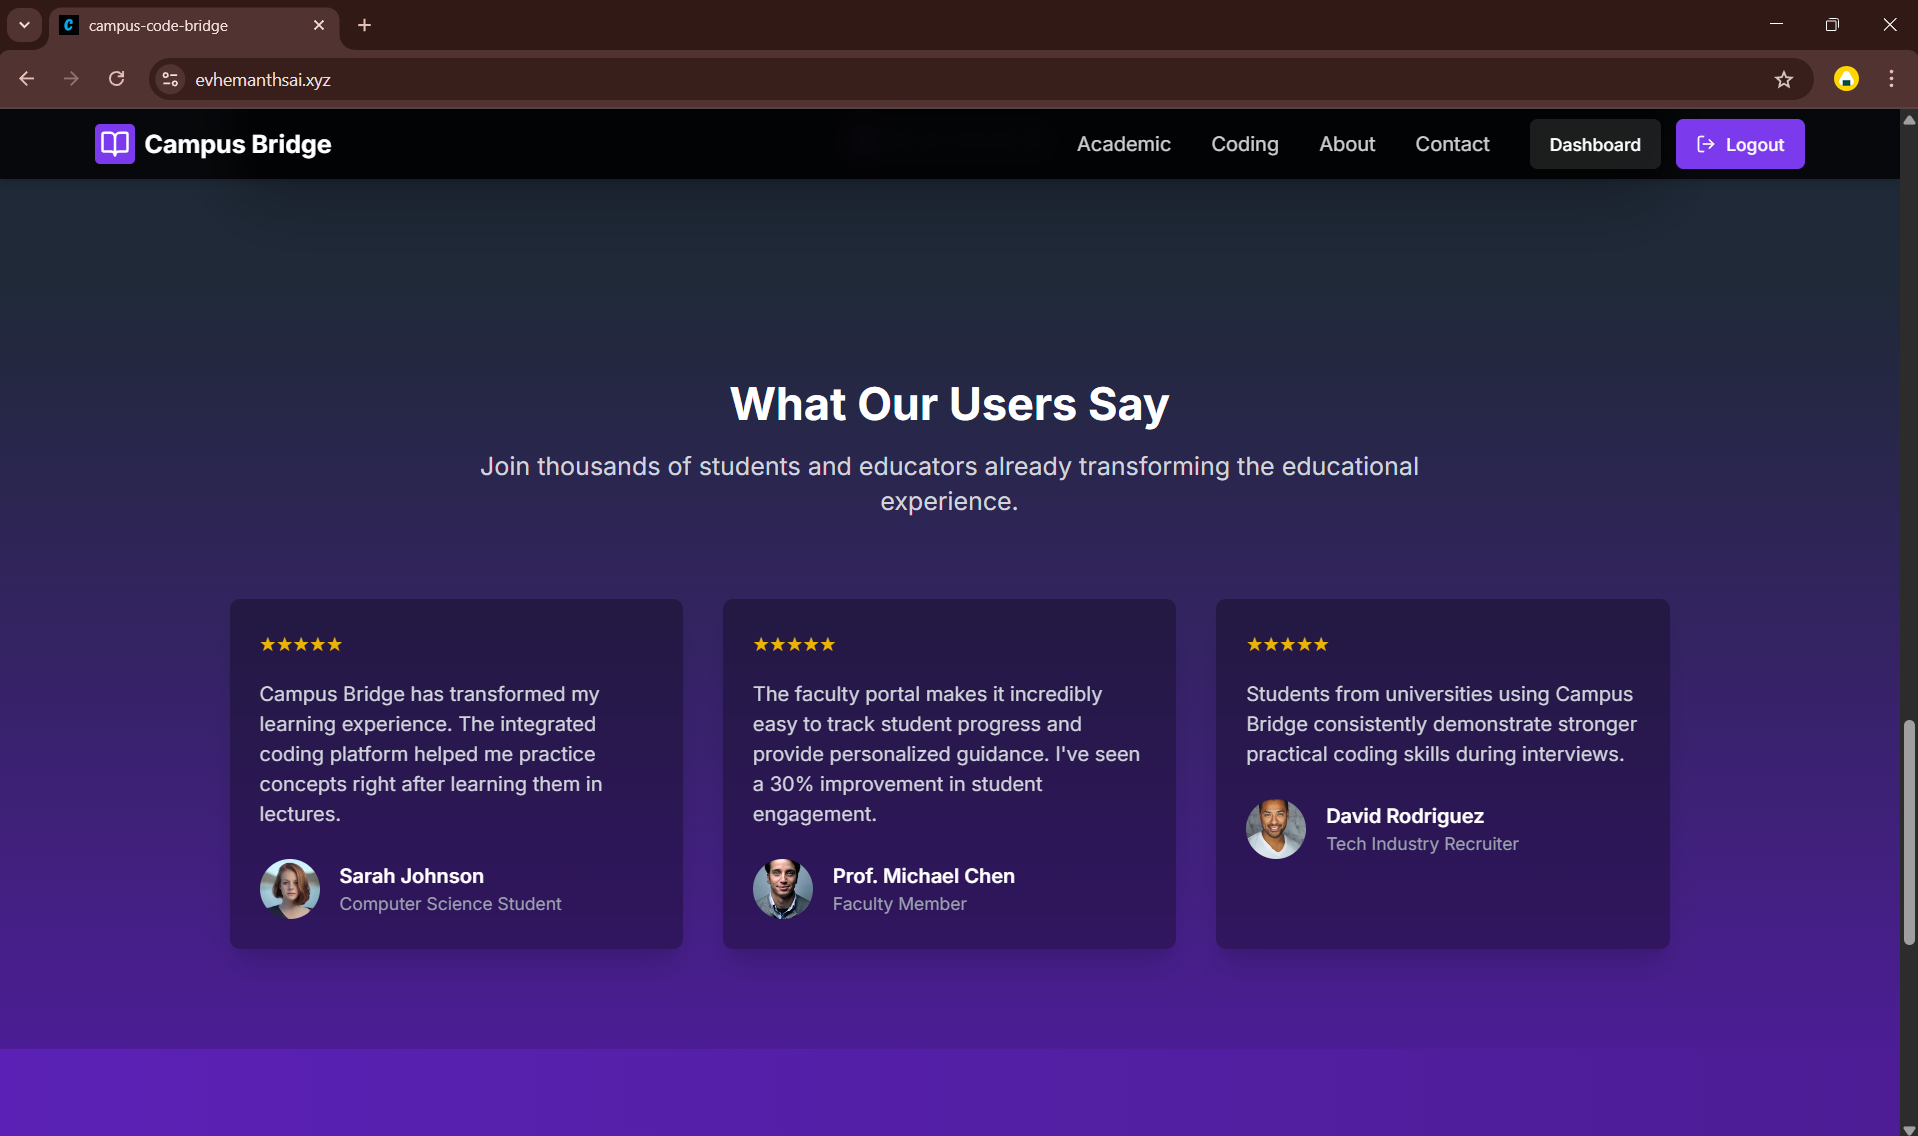 campus-code-bridge
evhemanthsai.xyz
Campus Bridge
Academic
Coding
About
Contact
Dashboard
Logout
What Our Users Say
Join thousands of students and educators already transforming the educational
experience.
★★★★★
Campus Bridge has transformed my
learning experience. The integrated
coding platform helped me practice
concepts right after learning them in
lectures.
Sarah Johnson
Computer Science Student
★★★★★
The faculty portal makes it incredibly
easy to track student progress and
provide personalized guidance. I've seen
a 30% improvement in student
engagement.
Prof. Michael Chen
Faculty Member
★★★★★
Students from universities using Campus
Bridge consistently demonstrate stronger
practical coding skills during interviews.
David Rodriguez
Tech Industry Recruiter